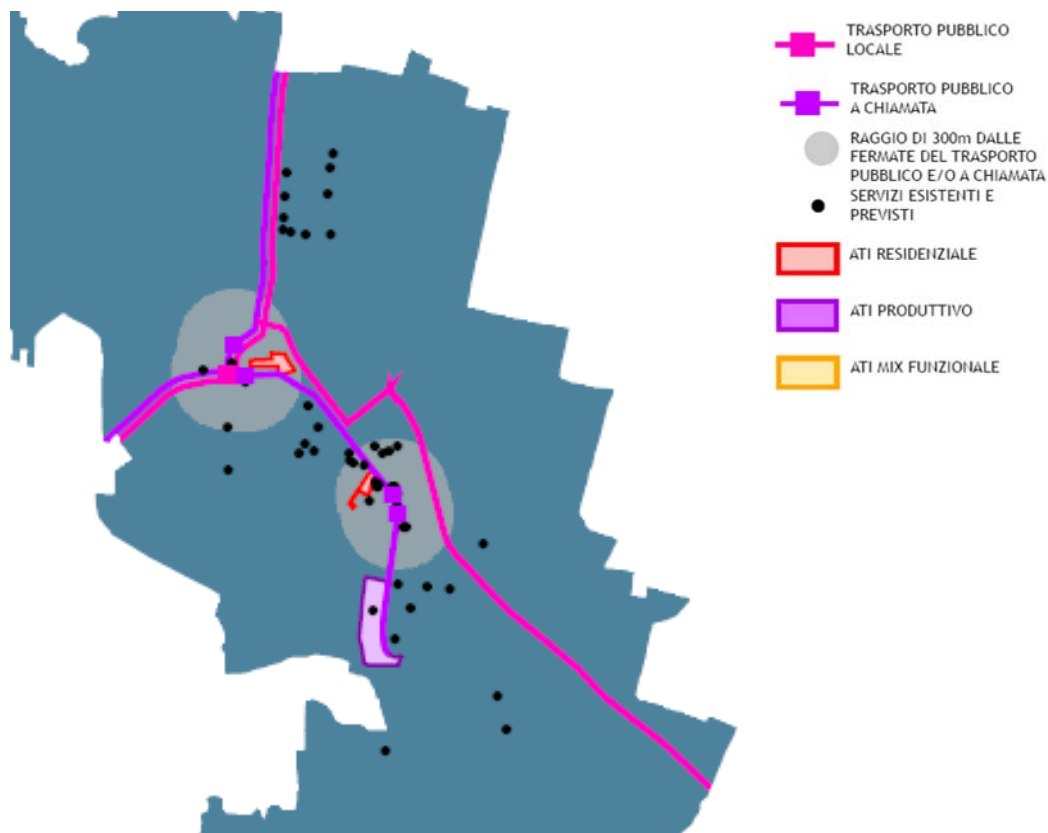 TRASPORTO PUBBLICO
LOCALE
TRASPORTO PUBBLICO
A CHIAMATA
RAGGIO DI 300m DALLE
FERMATE DEL TRASPORTO
PUBBLICO E/O A CHIAMATA
SERVIZI ESISTENTI E
PREVISTI
ATI RESIDENZIALE
ATI PRODUTTIVO
ATI MIX FUNZIONALE